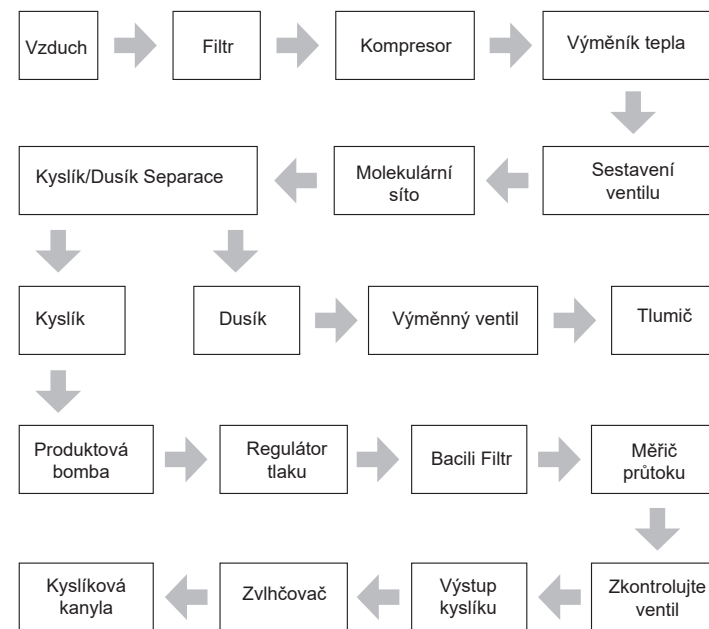 Vzduch
Filtr
Kompresor
Výměník tepla
Kyslík/Dusík Separace
Molekulární
síto
Sestavení
ventilu
Kyslík
Dusík
Výměnný ventil
Tlumič
Produktová
bomba
Regulátor
tlaku
Bacili Filtr
Měřič
průtoku
Kyslíková
kanyla
Zvlhčovač
Výstup
kyslíku
Zkontrolujte
ventil